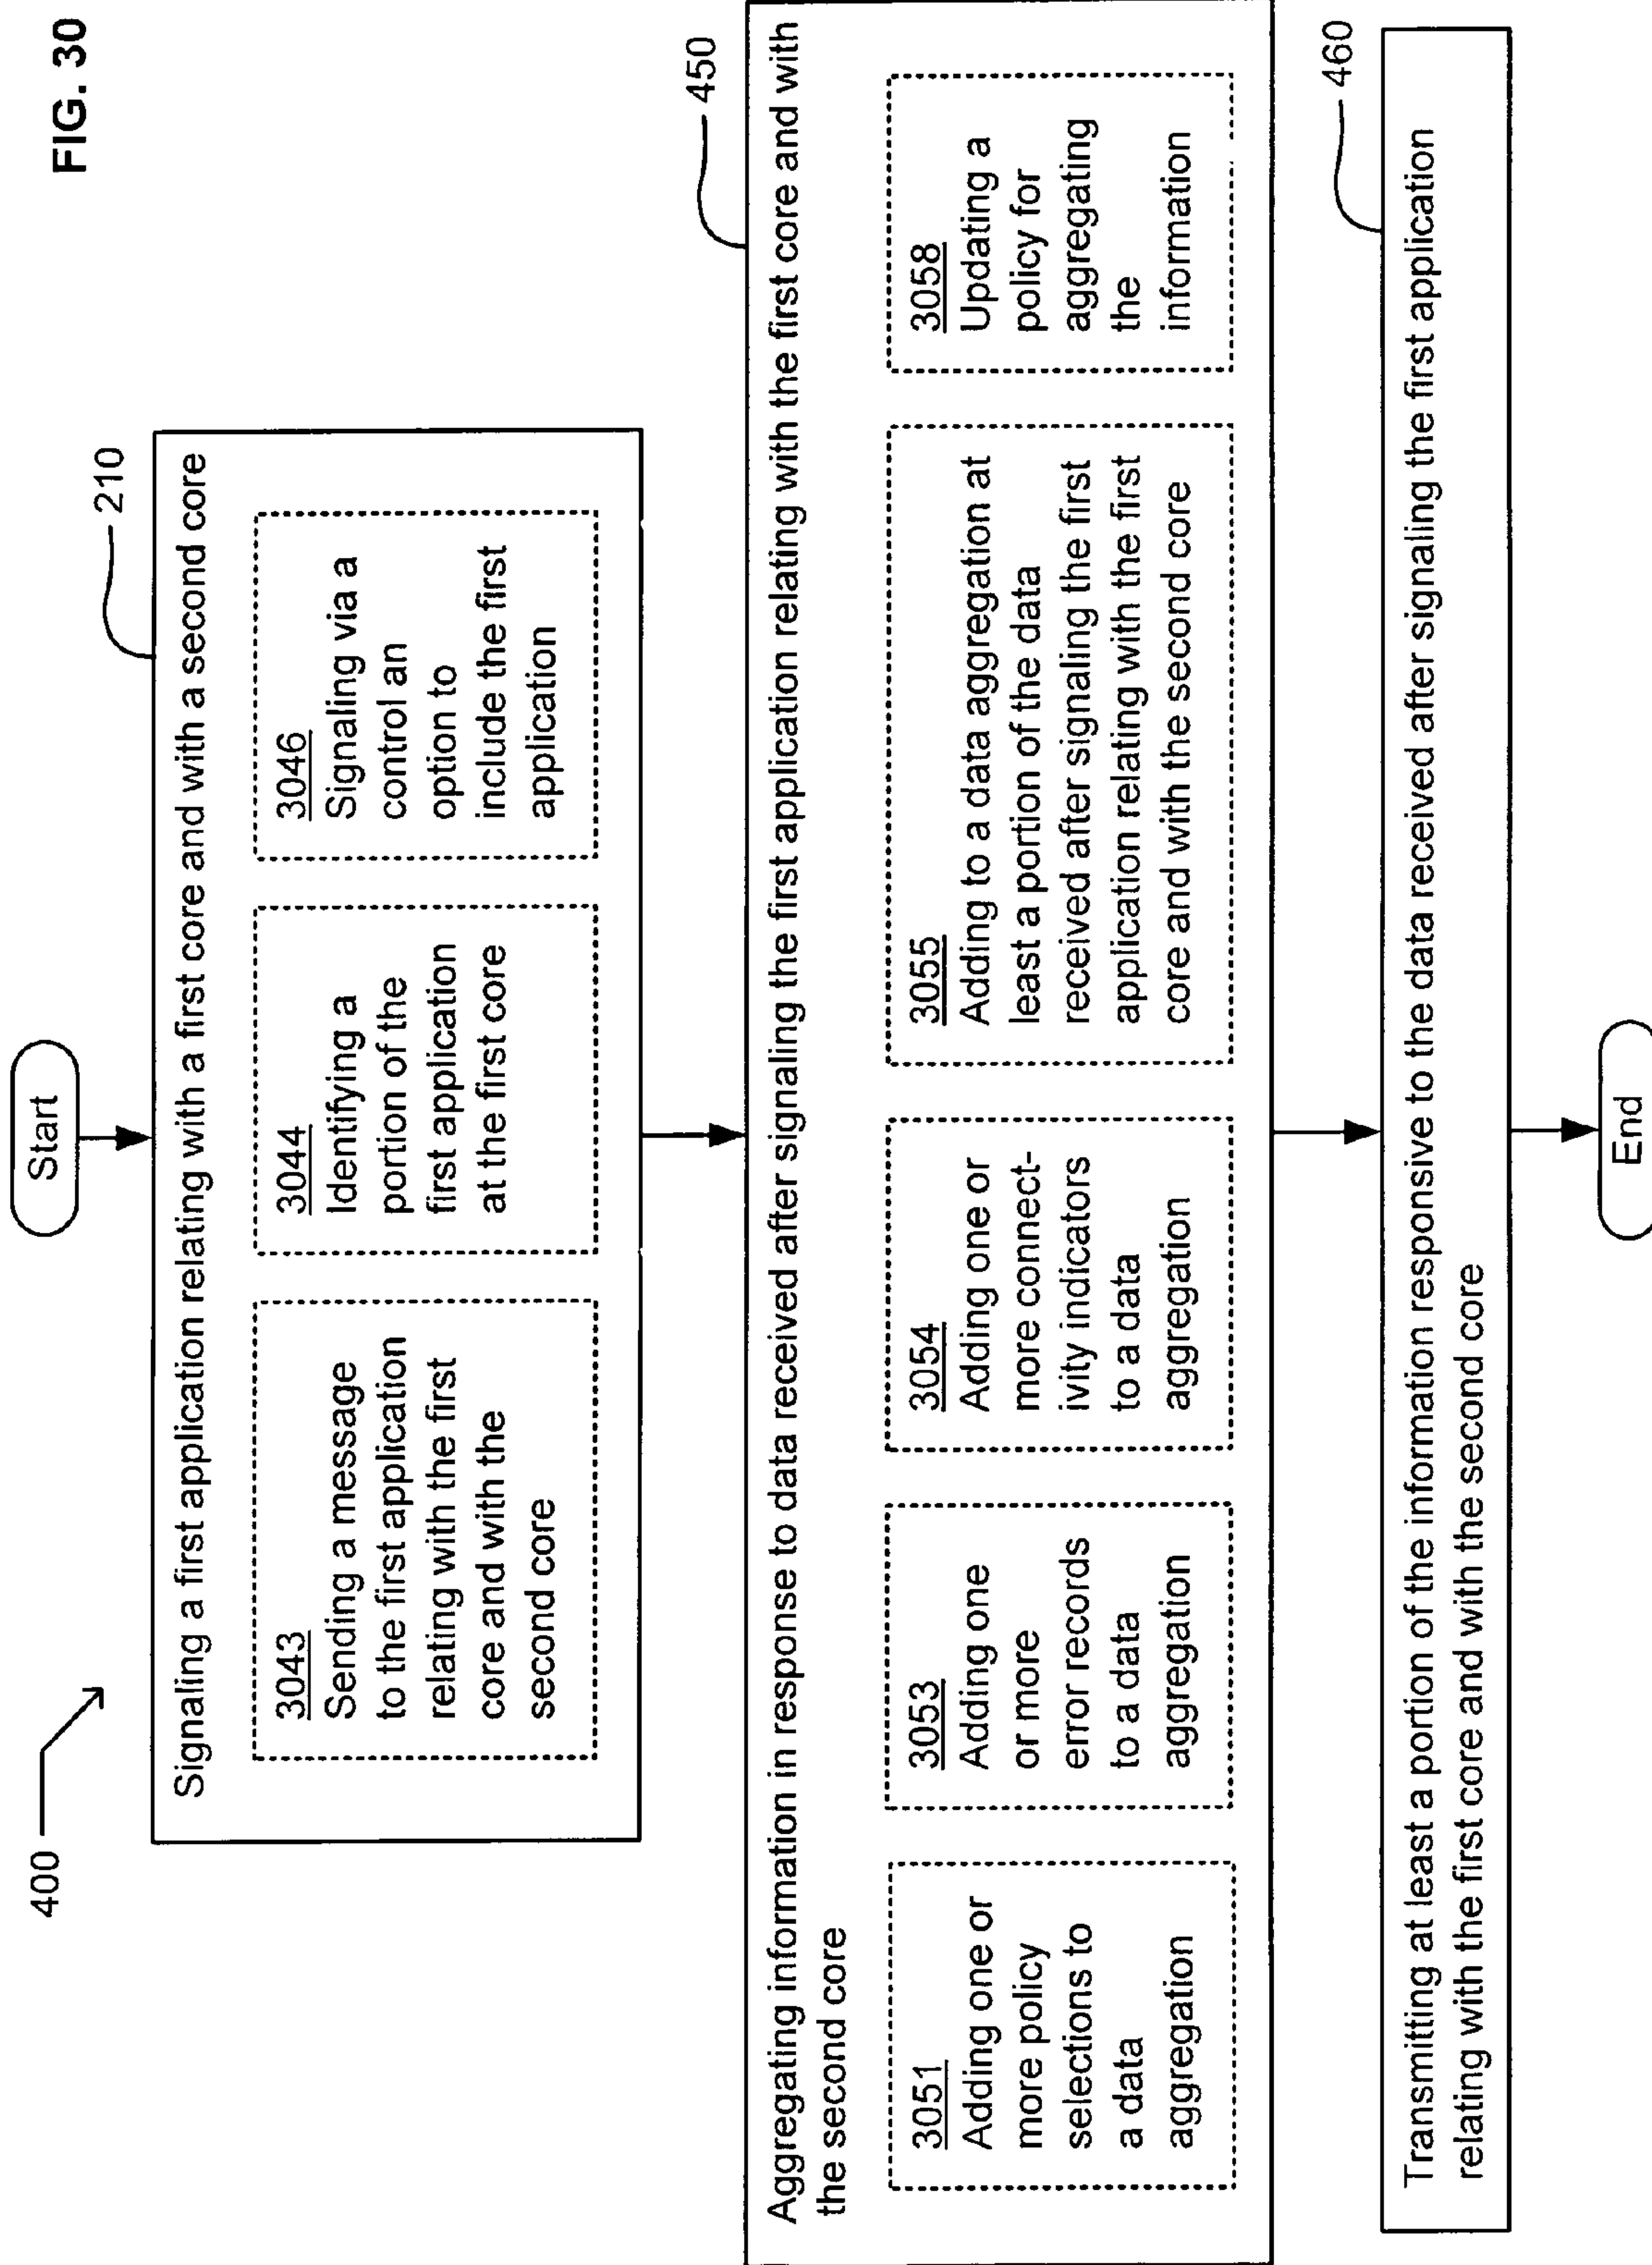 FIG. 30
400
Start
210
Signaling a first application relating with a first core and with a second core
3043
Sending a message
to the first application
relating with the first
core and with the
second core
3044
Identifying a
portion of the
first application
at the first core
3046
Signaling via a
control an
option to
include the first
application
450
Aggregating information in response to data received after signaling the first application relating with the first core and with
the second core
3051
Adding one or
more policy
selections to
a data
aggregation
3053
Adding one
or more
error records
to a data
aggregation
3054
Adding one or
more connect-
ivity indicators
to a data
aggregation
3055
Adding to a data aggregation at
least a portion of the data
received after signaling the first
application relating with the first
core and with the second core
3058
Updating a
policy for
aggregating
the
information
460
Transmitting at least a portion of the information responsive to the data received after signaling the first application
relating with the first core and with the second core
End